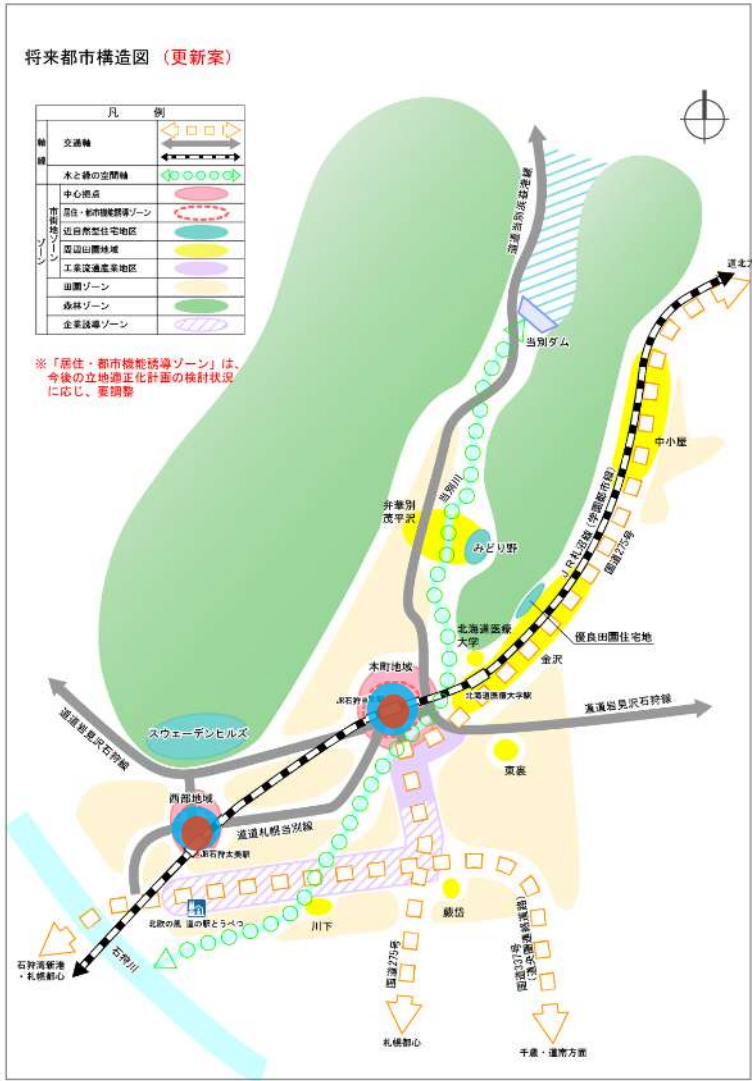 将来都市構造図 (更新案)
凡 例
軸線
交通軸
水と緑の空間軸
ゾーン
市街地ゾーン
中心拠点
居住・都市機能誘導ゾーン
近自然型住宅地区
周辺田園地域
工業流通産業地区
田園ゾーン
森林ゾーン
企業誘導ゾーン
※「居住・都市機能誘導ゾーン」は、
今後の立地適正化計画の検討状況
に応じ、要調整
道道当別浜益港線
道北方
当別ダム
中小屋
当別川
弁華別
茂平沢
みどり野
JR札沼線(学園都市線)
国道275号
優良田園住宅地
北海道医療
大学
金沢
本町地域
JR石狩
北海道医療大学駅
道道岩見沢石狩線
スウェーデンヒルズ
道道岩見沢石狩線
東裏
西部地域
道道札幌当別線
JR石狩太美駅
北欧の風 道の駅とうべつ
川下
蕨岱
石狩川
石狩湾新港
・札幌都心
国道275号
国道337号
(道央圏連絡道路)
札幌都心
千歳・道南方面